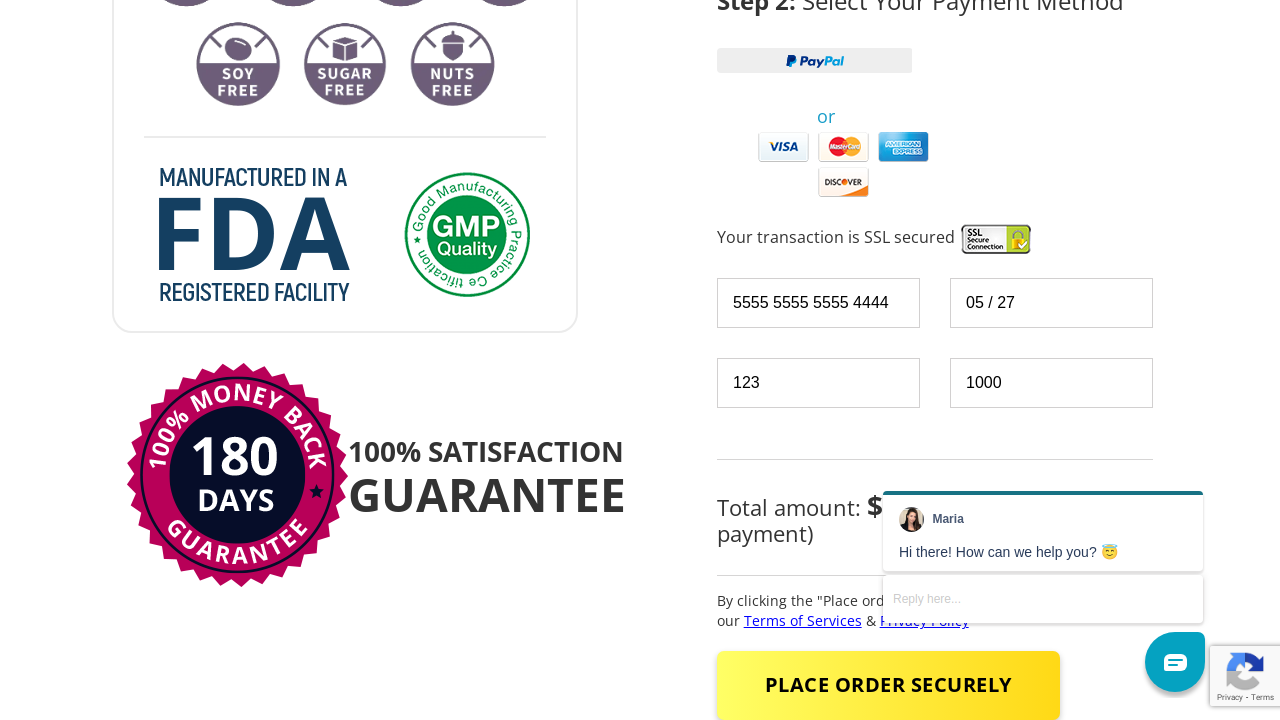 Step 2: Select Your Payment Method
PayPal
or
VISA
MasterCard
AMERICAN EXPRESS
DISCOVER
Your transaction is SSL secured
SSL
Secure
Connection
5555 5555 5555 4444
05 / 27
123
1000
Total amount: $
payment)
By clicking the "Place ord
our Terms of Services & Privacy Policy
PLACE ORDER SECURELY
SOY
FREE
SUGAR
FREE
NUTS
FREE
MANUFACTURED IN A
FDA
REGISTERED FACILITY
Good Manufacturing Practice Ce tification
GMP
Quality
100% MONEY BACK
180
DAYS
GUARANTEE
100% SATISFACTION
GUARANTEE
Maria
Hi there! How can we help you? 😇
Reply here...
Privacy - Terms